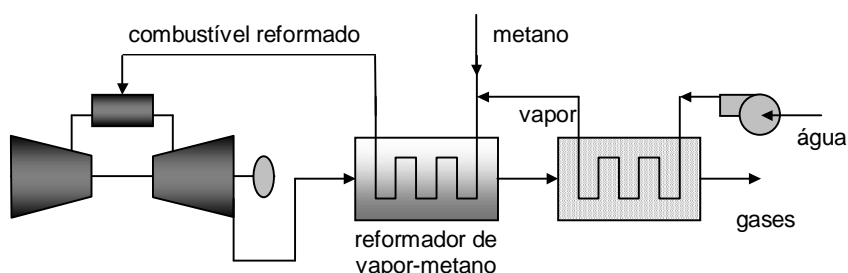 combustível reformado
metano
vapor
água
gases
reformador de
vapor-metano